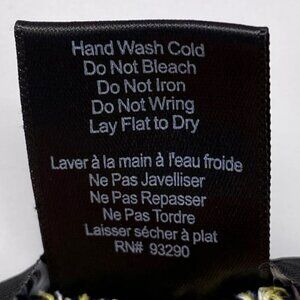 Hand Wash Cold
Do Not Bleach
Do Not Iron
Do Not Wring
Lay Flat to Dry
Laver à la main à l'eau froide
Ne Pas Javelliser
Ne Pas Repasser
Ne Pas Tordre
Laisser sécher à plat
RN# 93290